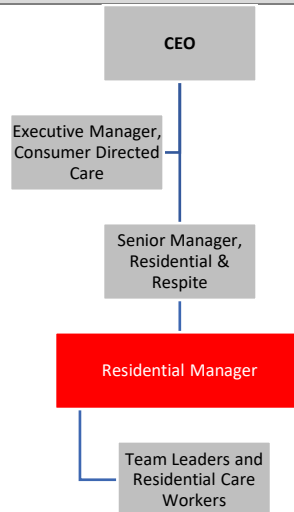 CEO
Executive Manager,
Consumer Directed
Care
Senior Manager,
Residential &
Respite
Residential Manager
Team Leaders and
Residential Care
Workers